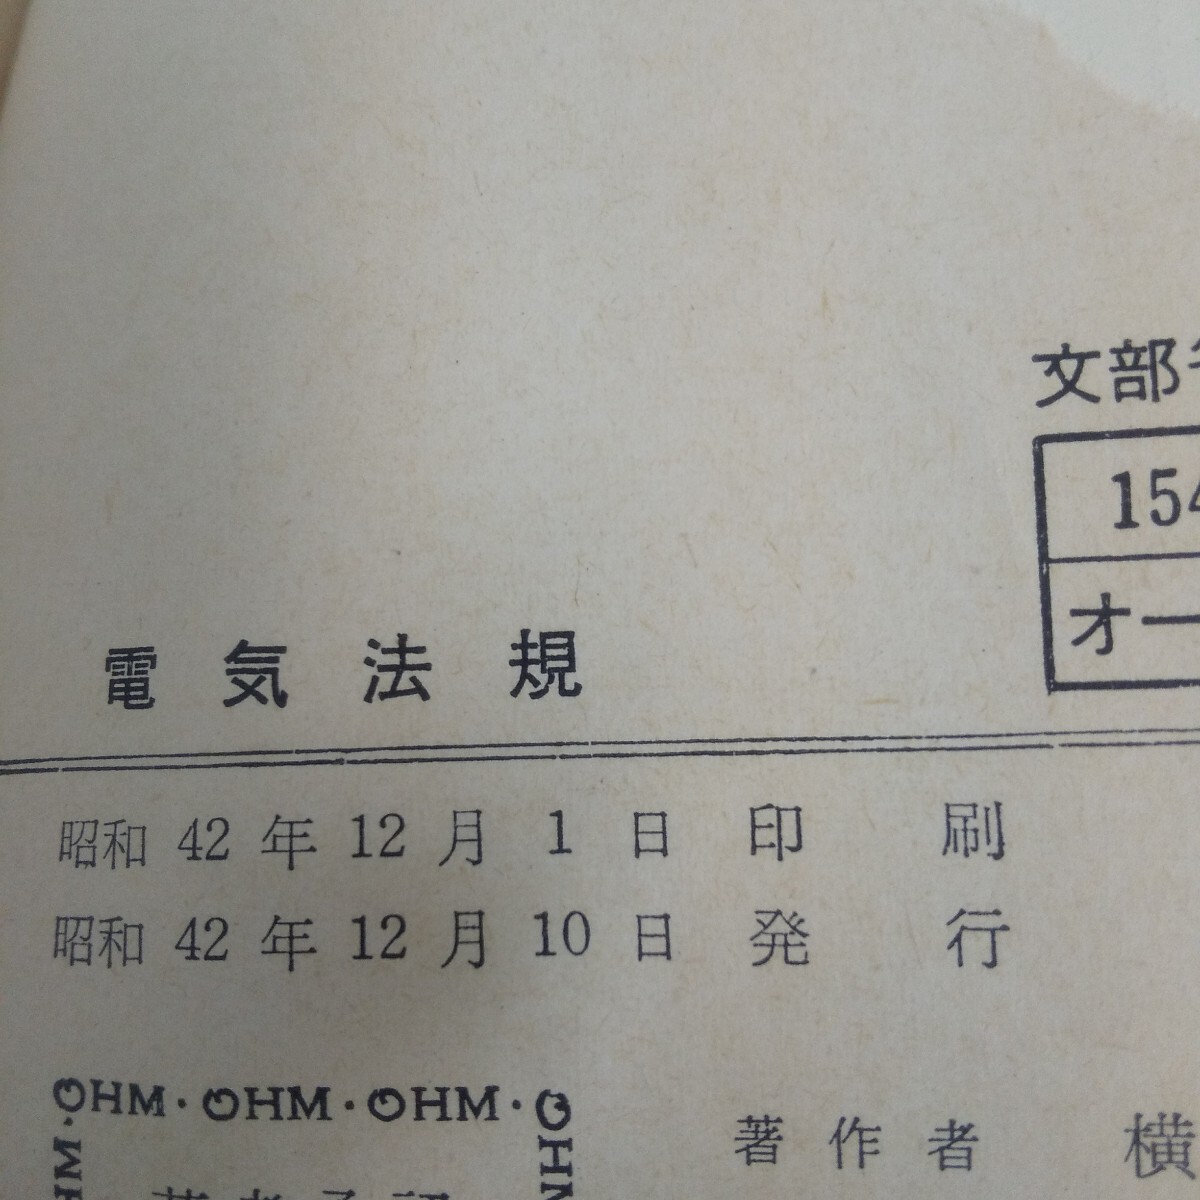 文部
154
オー
電気法規
昭和 42 年 12 月 1 日 印 刷
昭和 42 年 12 月 10 日 発 行
OHM・OHM・OHM・O
著作者 横